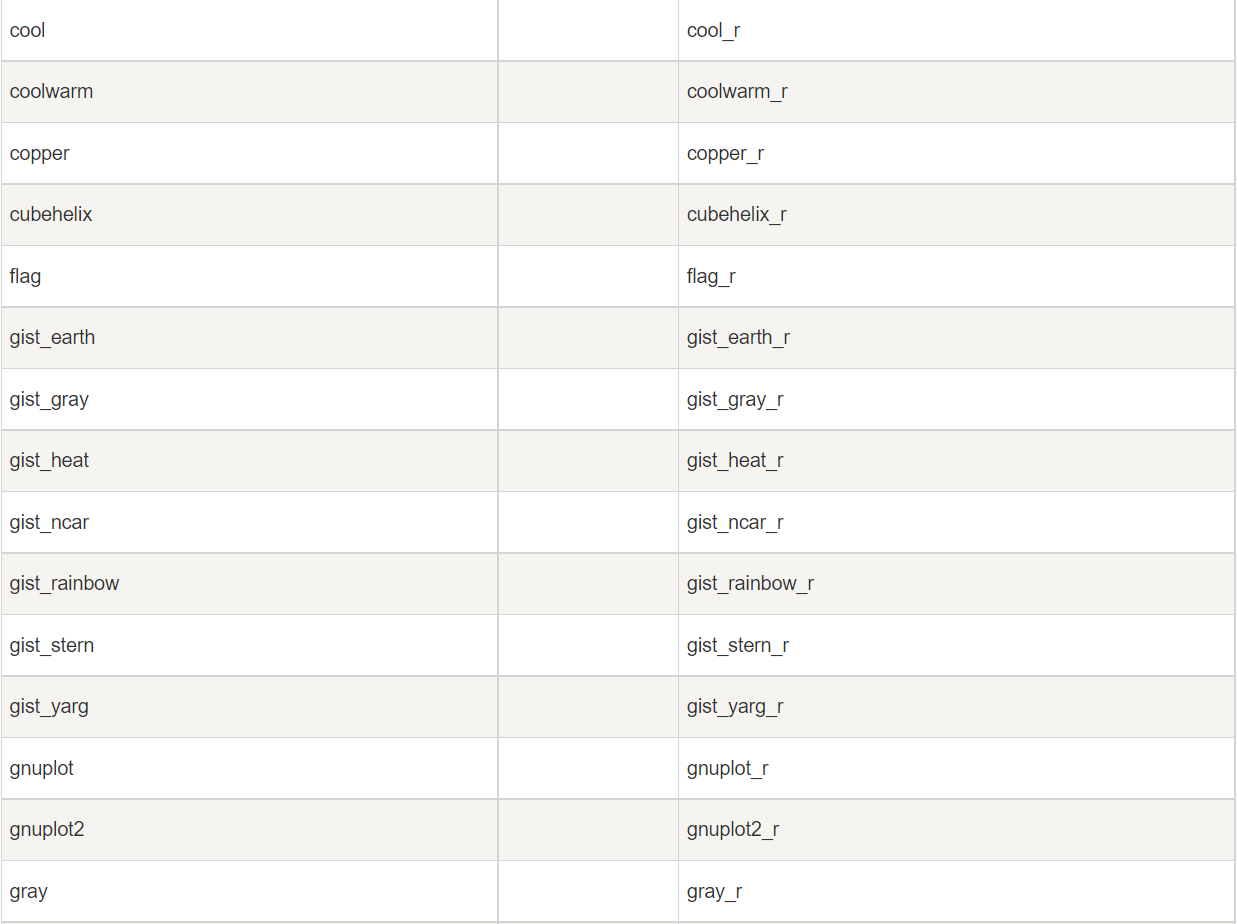 cool cool_r
coolwarm coolwarm_r
copper copper_r
cubehelix cubehelix_r
flag flag_r
gist_earth gist_earth_r
gist_gray gist_gray_r
gist_heat gist_heat_r
gist_ncar gist_ncar_r
gist_rainbow gist_rainbow_r
gist_stern gist_stern_r
gist_yarg gist_yarg_r
gnuplot gnuplot_r
gnuplot2 gnuplot2_r
gray gray_r